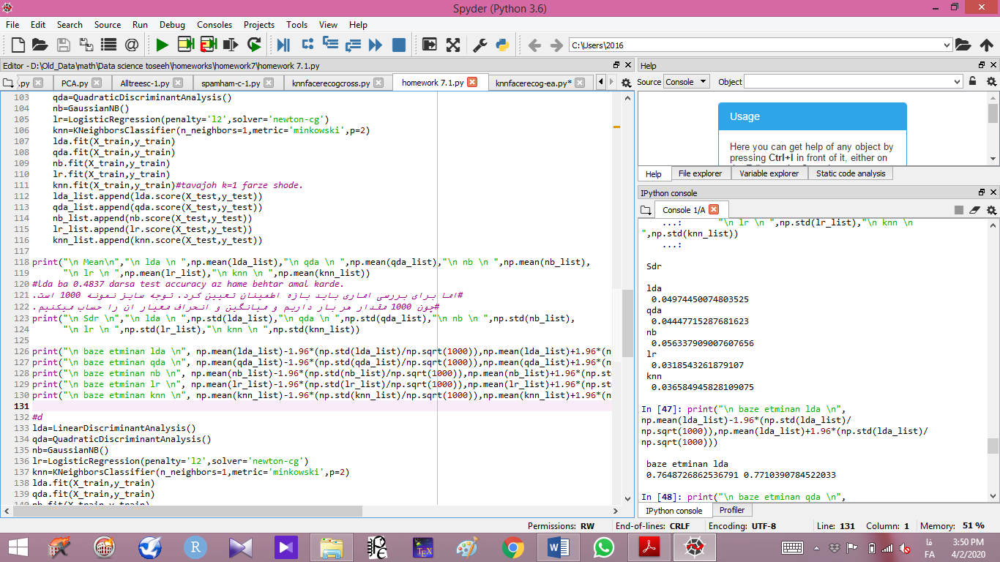 Spyder (Python 3.6)
File Edit Search Source Run Debug Consoles Projects Tools View Help
C:\Users\2016
Editor - D:\Old_Data\math\Data science toseeh\homeworks\homework7\homework 7.1.py
.py PCA.py Alltreesc-1.py spamham-c-1.py knnfacerecogcross.py homework 7.1.py knnfacerecog-ea.py*
103 qda=QuadraticDiscriminantAnalysis()
104 nb=GaussianNB()
105 lr=LogisticRegression(penalty='l2',solver='newton-cg')
106 knn=KNeighborsClassifier(n_neighbors=1,metric='minkowski',p=2)
107 lda.fit(X_train,y_train)
108 qda.fit(X_train,y_train)
109 nb.fit(X_train,y_train)
110 lr.fit(X_train,y_train)
111 knn.fit(X_train,y_train)#tavajoh k=1 farze shode.
112 lda_list.append(lda.score(X_test,y_test))
113 qda_list.append(qda.score(X_test,y_test))
114 nb_list.append(nb.score(X_test,y_test))
115 lr_list.append(lr.score(X_test,y_test))
116 knn_list.append(knn.score(X_test,y_test))
117
118 print("\n Mean\n","\n lda \n ",np.mean(lda_list),"\n qda \n ",np.mean(qda_list),"\n nb \n ",np.mean(nb_list),
119 "\n lr \n ",np.mean(lr_list),"\n knn \n ",np.mean(knn_list))
120 #lda ba 0.4837 darsa test accuracy az hame behtar amal karde.
121 #اما برای بررسی اماری باید بازه اطمینان تعیین کرد. توجه سایز نمونه 1000 است.
122 #چون 1000 مقدار هر بار داریم و میانگین و انحراف معیار ان را حساب میکنیم.
123 print("\n Sdr \n","\n lda \n ",np.std(lda_list),"\n qda \n ",np.std(qda_list),"\n nb \n ",np.std(nb_list),
124 "\n lr \n ",np.std(lr_list),"\n knn \n ",np.std(knn_list))
125
126 print("\n baze etminan lda \n", np.mean(lda_list)-1.96*(np.std(lda_list)/np.sqrt(1000)),np.mean(lda_list)+1.96*(n
127 print("\n baze etminan qda \n", np.mean(qda_list)-1.96*(np.std(qda_list)/np.sqrt(1000)),np.mean(qda_list)+1.96*(n
128 print("\n baze etminan nb \n", np.mean(nb_list)-1.96*(np.std(nb_list)/np.sqrt(1000)),np.mean(nb_list)+1.96*(np.st
129 print("\n baze etminan lr \n", np.mean(lr_list)-1.96*(np.std(lr_list)/np.sqrt(1000)),np.mean(lr_list)+1.96*(np.st
130 print("\n baze etminan knn \n", np.mean(knn_list)-1.96*(np.std(knn_list)/np.sqrt(1000)),np.mean(knn_list)+1.96*(n
131
132 #d
133 lda=LinearDiscriminantAnalysis()
134 qda=QuadraticDiscriminantAnalysis()
135 nb=GaussianNB()
136 lr=LogisticRegression(penalty='l2',solver='newton-cg')
137 knn=KNeighborsClassifier(n_neighbors=1,metric='minkowski',p=2)
138 lda.fit(X_train,y_train)
139 qda.fit(X_train,y_train)
140 nb.fit(X_train,y_train)
Help
Source Console Object
Usage
Here you can get help of any object by
pressing Ctrl+I in front of it, either on
Help File explorer Variable explorer Static code analysis
IPython console
Console 1/A
...: "\n lr \n ",np.std(lr_list),"\n knn \n
",np.std(knn_list))
...:
Sdr
lda
0.04974450074803525
qda
0.04447715287681623
nb
0.056337909007607656
lr
0.0318543261879107
knn
0.036584945828109075
In [47]: print("\n baze etminan lda \n",
np.mean(lda_list)-1.96*(np.std(lda_list)/
np.sqrt(1000)),np.mean(lda_list)+1.96*(np.std(lda_list)/
np.sqrt(1000)))
baze etminan lda
0.7648726862536791 0.7710390784522033
In [48]: print("\n baze etminan qda \n",
IPython console Profiler
Permissions: RW End-of-lines: CRLF Encoding: UTF-8 Line: 131 Column: 1 Memory: 51 %
فا
FA
3:50 PM
4/2/2020